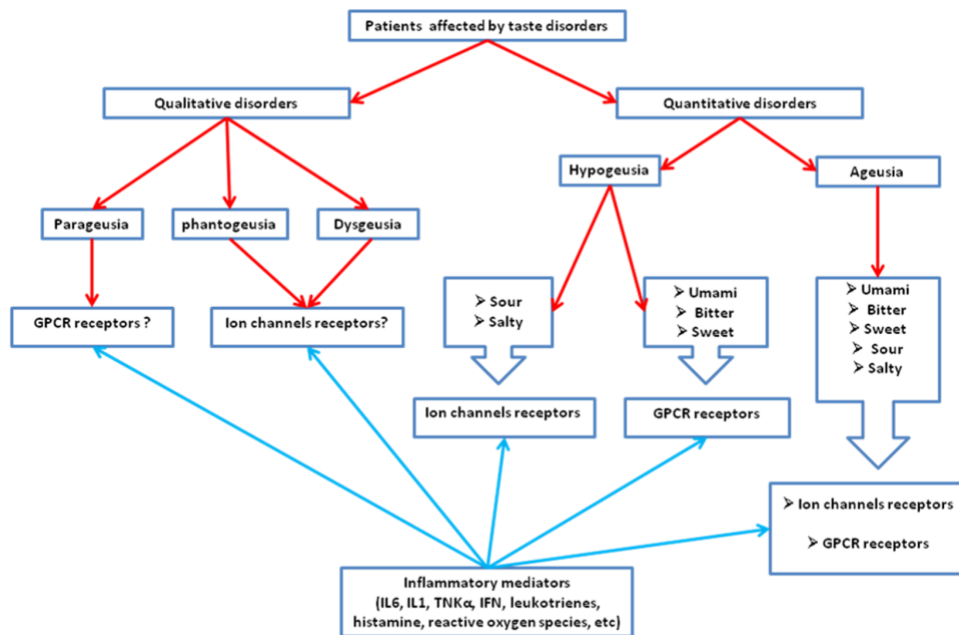 Patients affected by taste disorders
Qualitative disorders
Quantitative disorders
Hypogeusia
Ageusia
Parageusia
phantogeusia
Dysgeusia
➢ Sour
➢ Salty
➢ Umami
➢ Bitter
➢ Sweet
➢ Umami
➢ Bitter
➢ Sweet
➢ Sour
➢ Salty
GPCR receptors ?
Ion channels receptors?
Ion channels receptors
GPCR receptors
➢ Ion channels receptors
➢ GPCR receptors
Inflammatory mediators
(IL6, IL1, TNKα, IFN, leukotrienes,
histamine, reactive oxygen species, etc)